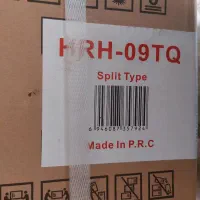 HRH-09TQ
Split Type
Made In P.R.C